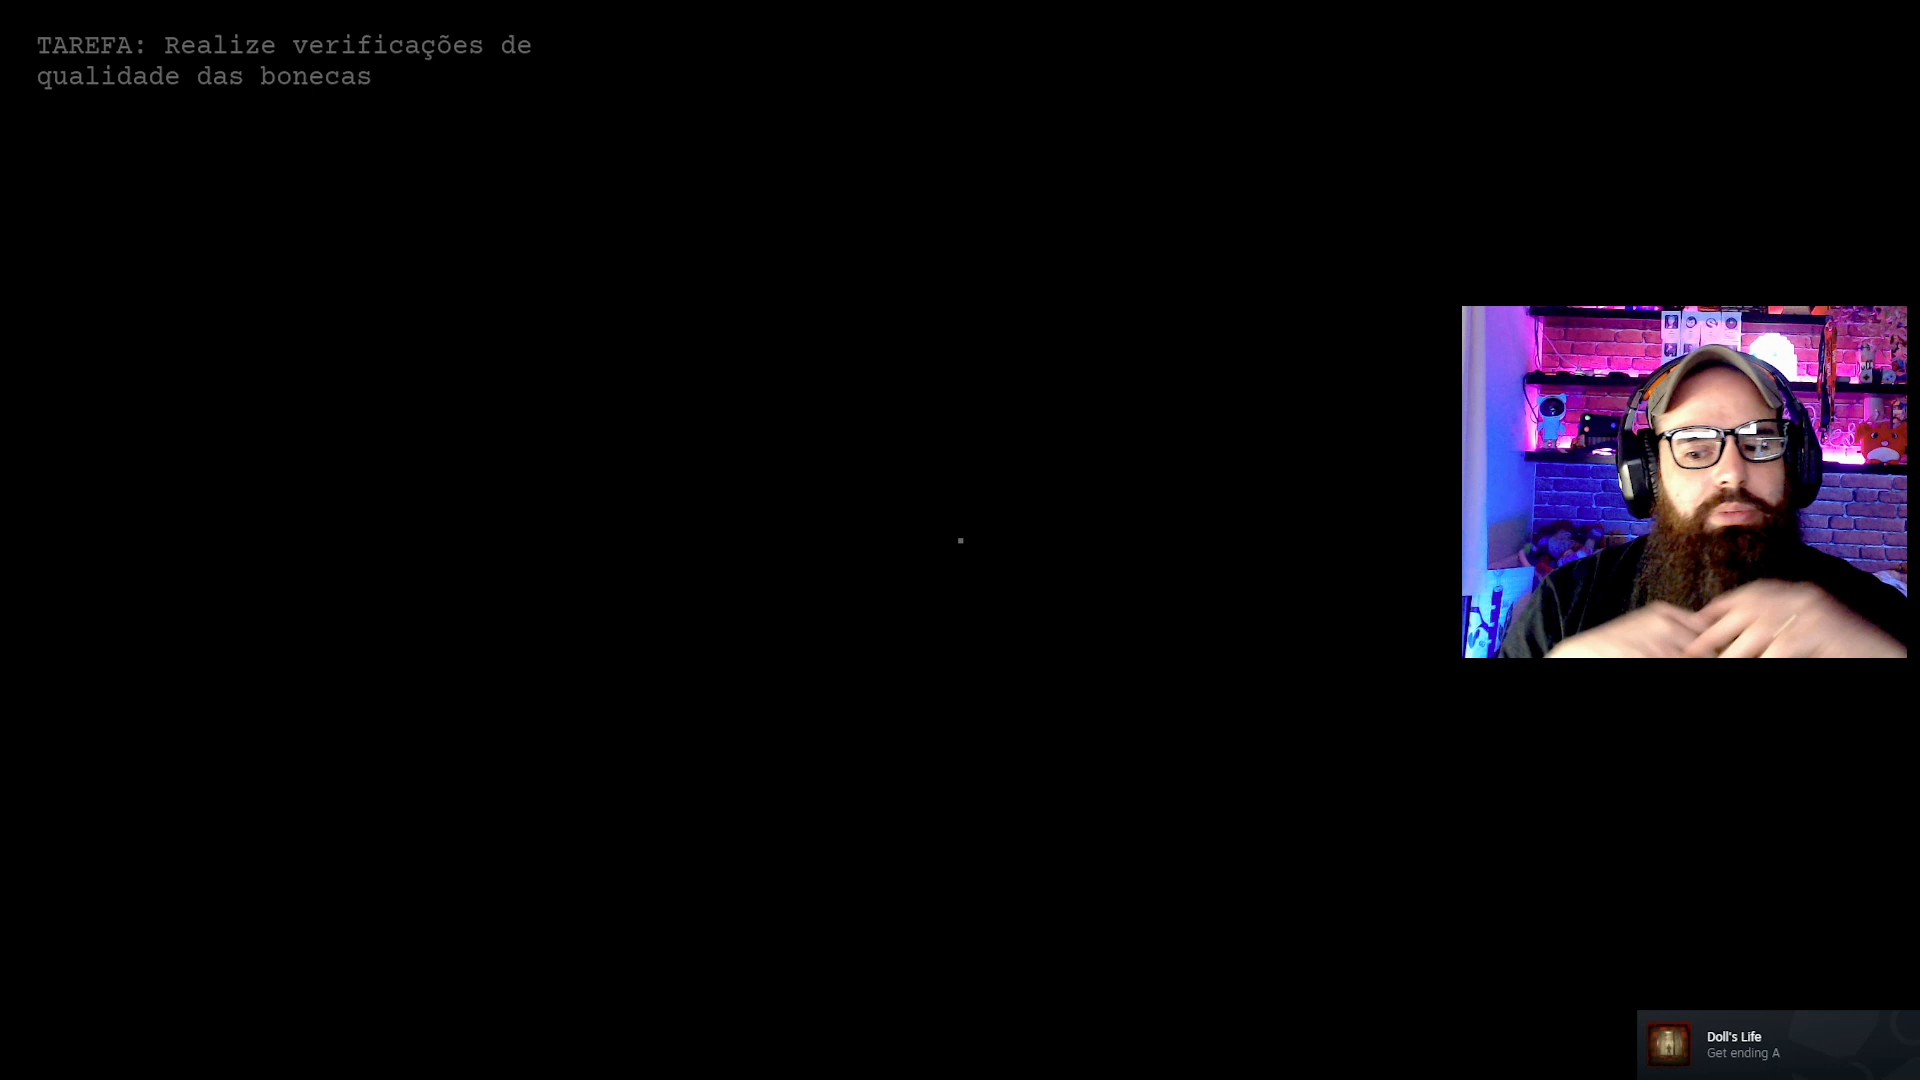 TAREFA: Realize verificações de
qualidade das bonecas
Doll's Life
Get ending A